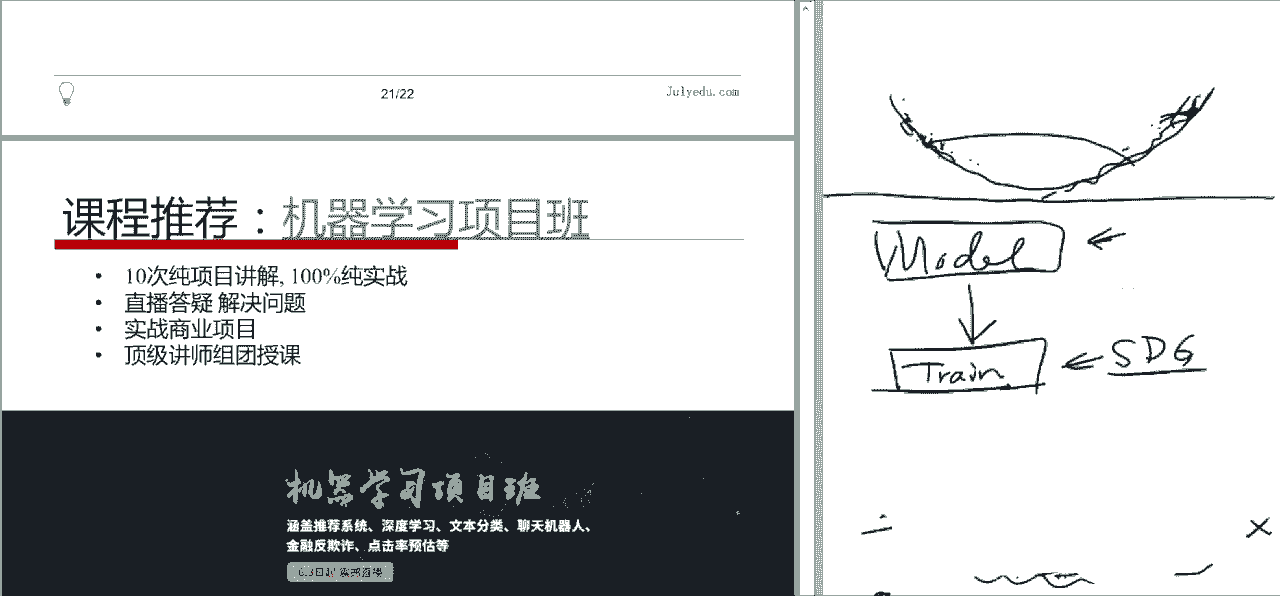 21/22
Julyedu.com
课程推荐：机器学习项目班
• 10次纯项目讲解, 100%纯实战
• 直播答疑 解决问题
• 实战商业项目
• 顶级讲师组团授课
机器学习项目班
涵盖推荐系统、深度学习、文本分类、聊天机器人、
金融反欺诈、点击率预估等
Model
Train
SDG